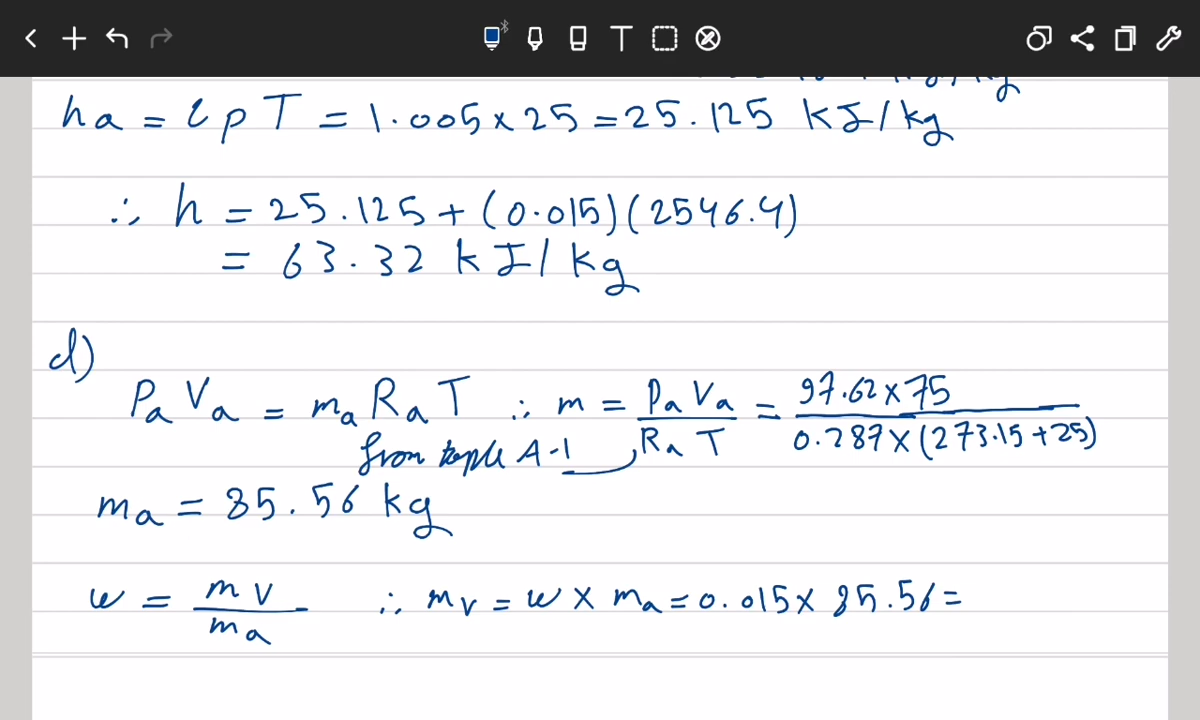 ha = CpT = 1.005 × 25 = 25.125 kJ/kg
∴ h = 25.125 + (0.015)(2546.4)
= 63.32 kJ/kg
d)
PaVa = maRaT ∴ m = PaVa / RaT = 97.62 × 75 / 0.287 × (273.15 + 25)
from table A-1
ma = 85.56 kg
w = mv / ma ∴ mv = w × ma = 0.015 × 85.56 =